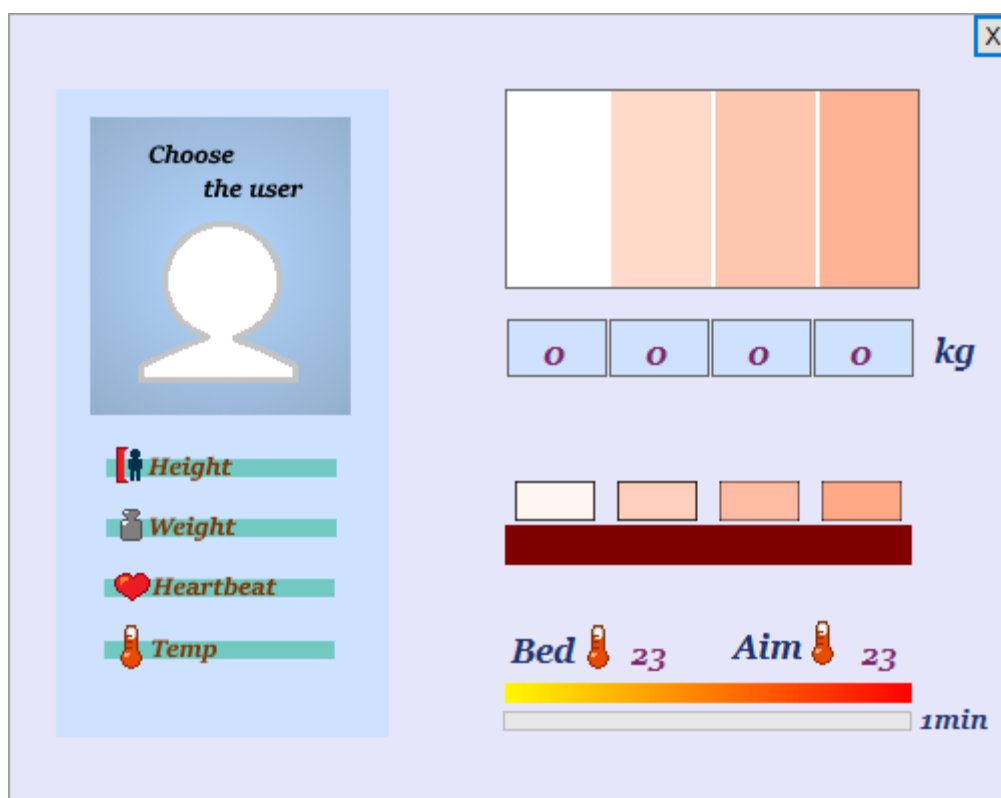 X
Choose
the user
Height
Weight
Heartbeat
Temp
0 0 0 0 kg
Bed 23 Aim 23
1min